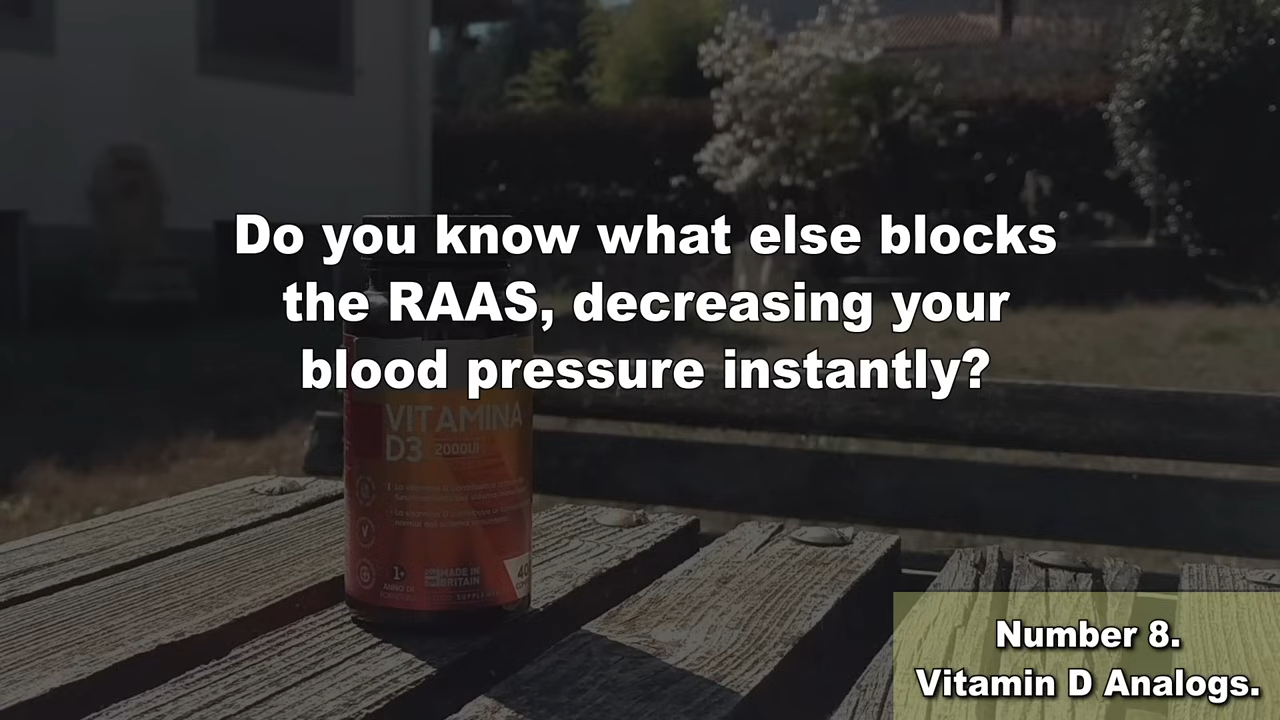 Do you know what else blocks
the RAAS, decreasing your
blood pressure instantly?
VITAMINA
D3 2000UI
1+
MADE IN
BRITAIN
Number 8.
Vitamin D Analogs.